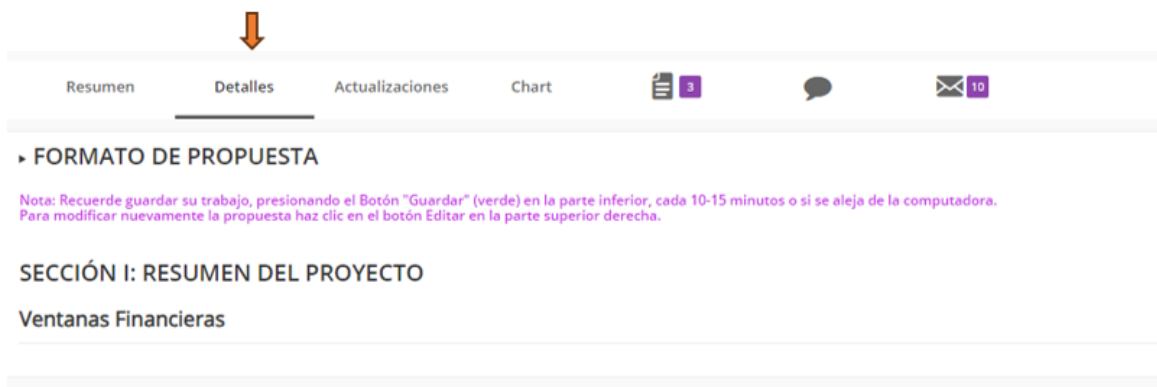 Resumen Detalles Actualizaciones Chart 3 10
FORMATO DE PROPUESTA
Nota: Recuerde guardar su trabajo, presionando el Botón "Guardar" (verde) en la parte inferior, cada 10-15 minutos o si se aleja de la computadora.
Para modificar nuevamente la propuesta haz clic en el botón Editar en la parte superior derecha.
SECCIÓN I: RESUMEN DEL PROYECTO
Ventanas Financieras